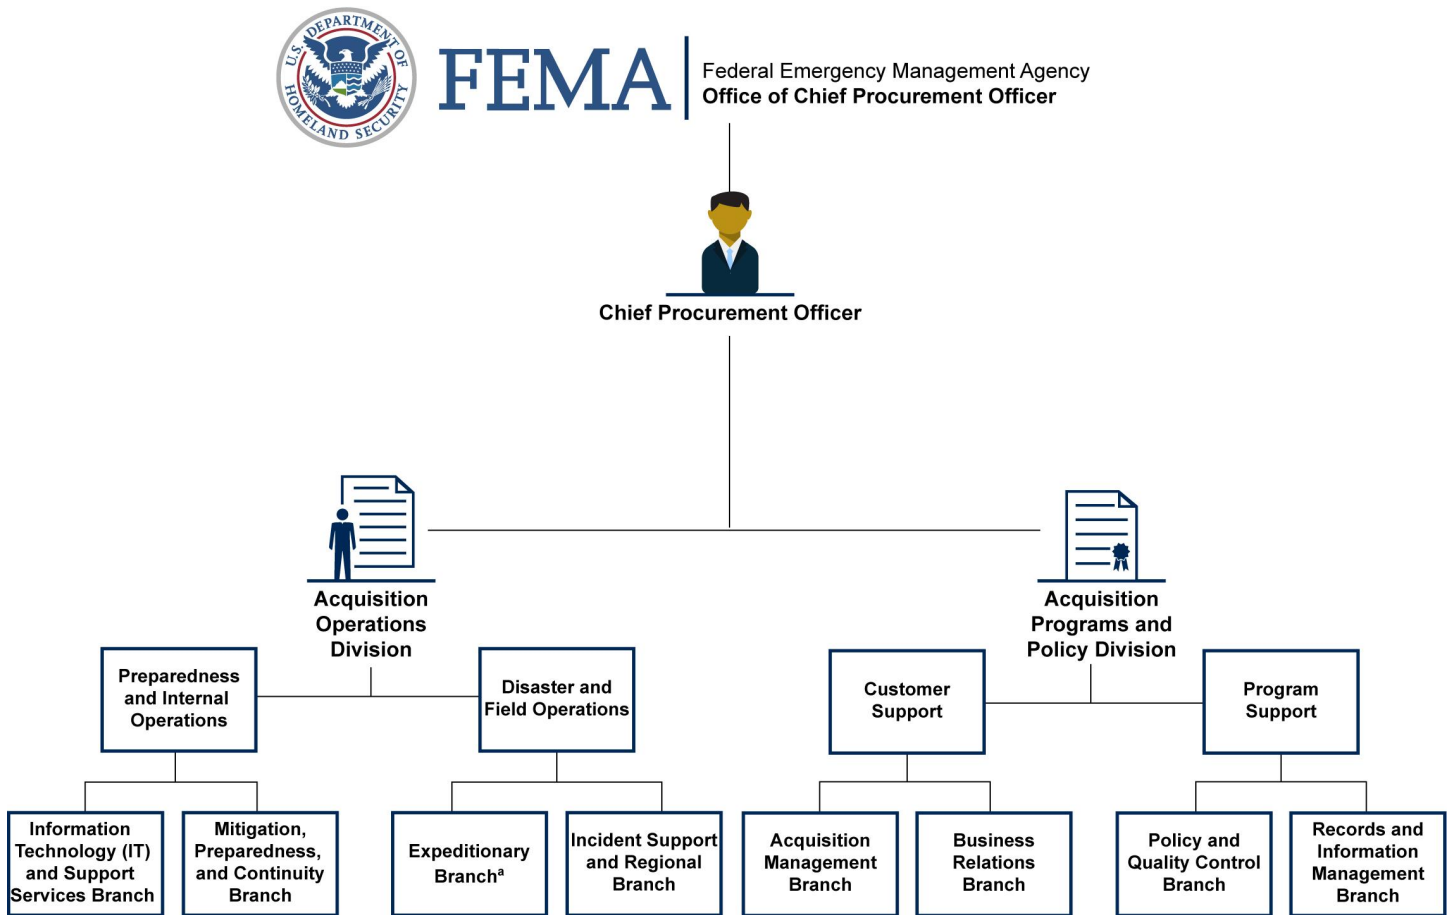 U.S. DEPARTMENT OF
HOMELAND SECURITY
FEMA
Federal Emergency Management Agency
Office of Chief Procurement Officer
Chief Procurement Officer
Acquisition
Operations
Division
Acquisition
Programs and
Policy Division
Preparedness
and Internal
Operations
Disaster and
Field Operations
Customer
Support
Program
Support
Information
Technology (IT)
and Support
Services Branch
Mitigation,
Preparedness,
and Continuity
Branch
Expeditionary
Branchª
Incident Support
and Regional
Branch
Acquisition
Management
Branch
Business
Relations
Branch
Policy and
Quality Control
Branch
Records and
Information
Management
Branch